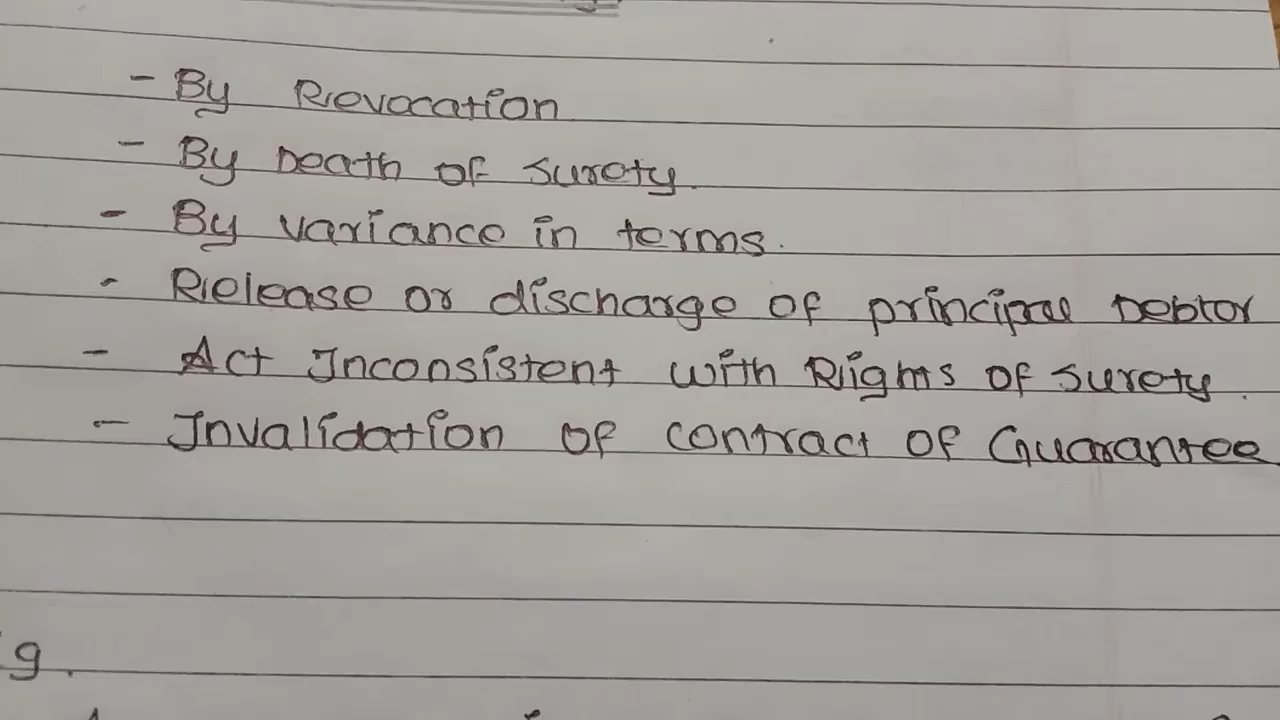 - By Revocation
- By Death of Surety.
- By variance in terms.
- Release or discharge of principal Debtor
- Act Inconsistent with Rights of Surety.
- Invalidation of contract of Guarantee
9.